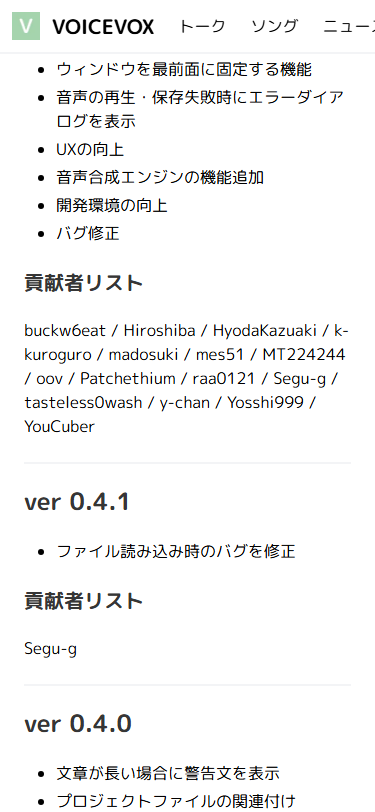 V VOICEVOX トーク ソング ニュース
ウィンドウを最前面に固定する機能
音声の再生・保存失敗時にエラーダイア
ログを表示
UXの向上
音声合成エンジンの機能追加
開発環境の向上
バグ修正
貢献者リスト
buckw6eat / Hiroshiba / HyodaKazuaki / k-
kuroguro / madosuki / mes51 / MT224244
/ oov / Patchethium / raa0121 / Segu-g /
tasteless0wash / y-chan / Yosshi999 /
YouCuber
ver 0.4.1
ファイル読み込み時のバグを修正
貢献者リスト
Segu-g
ver 0.4.0
文章が長い場合に警告文を表示
プロジェクトファイルの関連付け